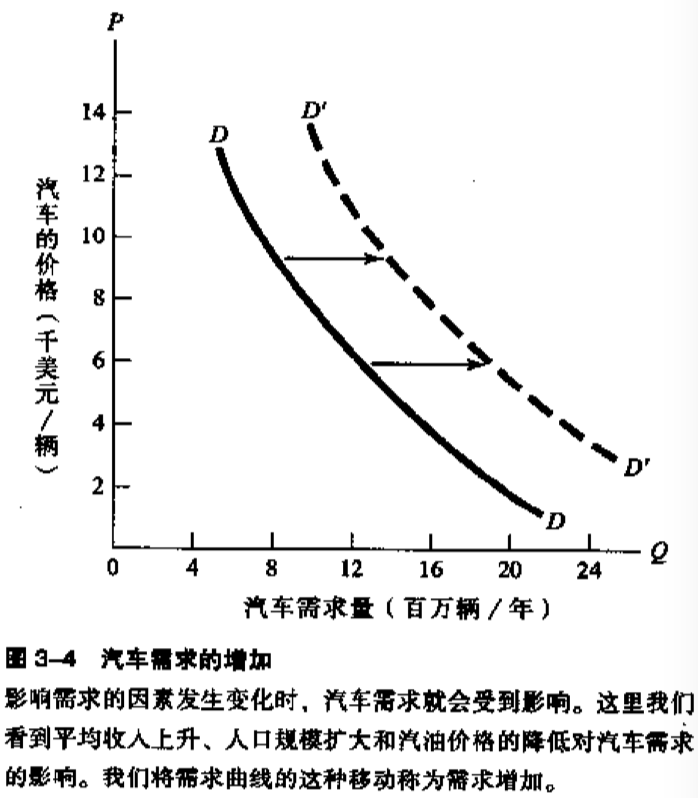 P
14
D'
D
12
10
8
6
4
2
D'
D
Q
0 4 8 12 16 20 24
汽车的价格（千美元/辆）
汽车需求量（百万辆/年）
图 3-4 汽车需求的增加
影响需求的因素发生变化时，汽车需求就会受到影响。这里我们
看到平均收入上升、人口规模扩大和汽油价格的降低对汽车需求
的影响。我们将需求曲线的这种移动称为需求增加。